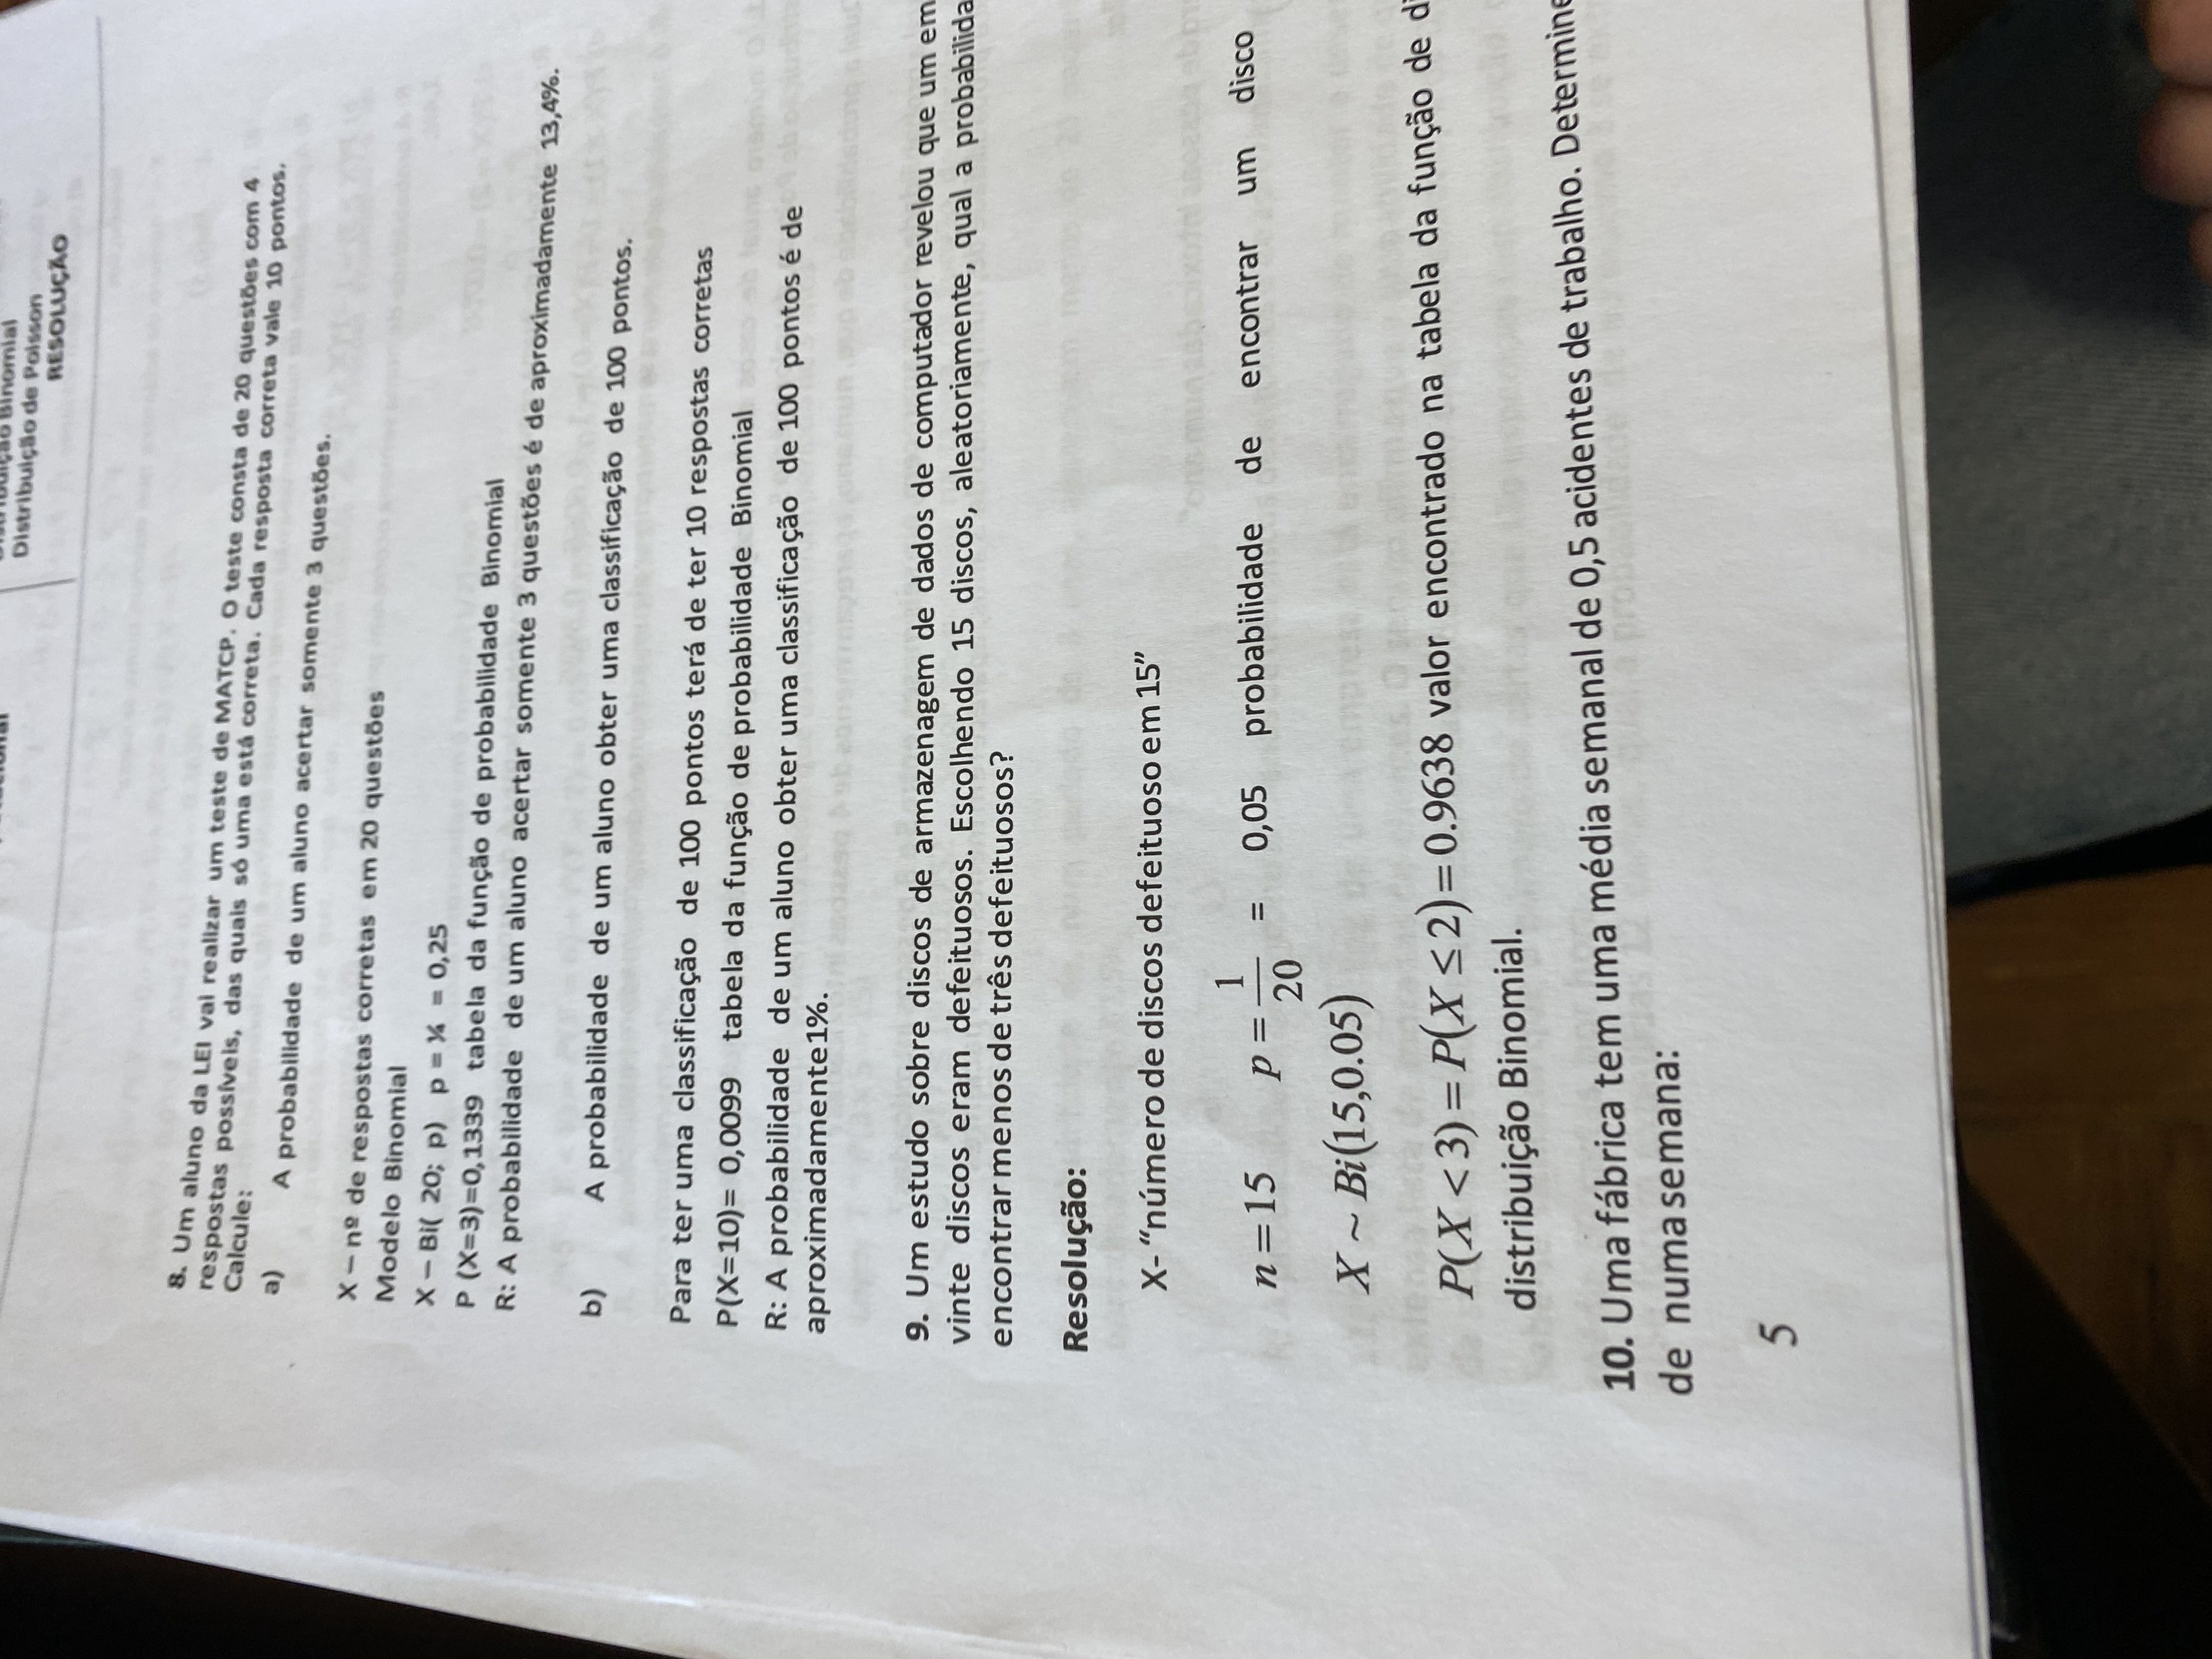 Distribuição Binomial
Distribuição de Poisson
RESOLUÇÃO
8. Um aluno da LEI vai realizar um teste de MATCP. O teste consta de 20 questões com 4
respostas possíveis, das quais só uma está correta. Cada resposta correta vale 10 pontos.
Calcule:
a) A probabilidade de um aluno acertar somente 3 questões.
X – nº de respostas corretas em 20 questões
Modelo Binomial
X – Bi( 20; p) p = ¼ = 0,25
P (X=3)=0,1339 tabela da função de probabilidade Binomial
R: A probabilidade de um aluno acertar somente 3 questões é de aproximadamente 13,4%.
b) A probabilidade de um aluno obter uma classificação de 100 pontos.
Para ter uma classificação de 100 pontos terá de ter 10 respostas corretas
P(X=10)= 0,0099 tabela da função de probabilidade Binomial
R: A probabilidade de um aluno obter uma classificação de 100 pontos é de
aproximadamente 1%.
9. Um estudo sobre discos de armazenagem de dados de computador revelou que um em
vinte discos eram defeituosos. Escolhendo 15 discos, aleatoriamente, qual a probabilida
encontrar menos de três defeituosos?
Resolução:
X- “número de discos defeituoso em 15”
n = 15 p = 1/20 = 0,05 probabilidade de encontrar um disco
X ~ Bi(15,0.05)
P(X < 3) = P(X ≤ 2) = 0.9638 valor encontrado na tabela da função de di
distribuição Binomial.
10. Uma fábrica tem uma média semanal de 0,5 acidentes de trabalho. Determine
de numa semana:
5